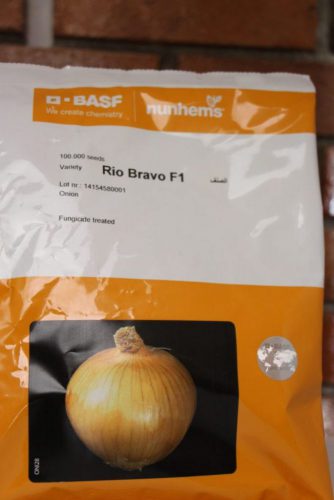 BASF
We create chemistry
nunhems
100.000 seeds
Variety Rio Bravo F1 الصنف
Lot nr.: 14154580001
Onion
Fungicide treated
ON28